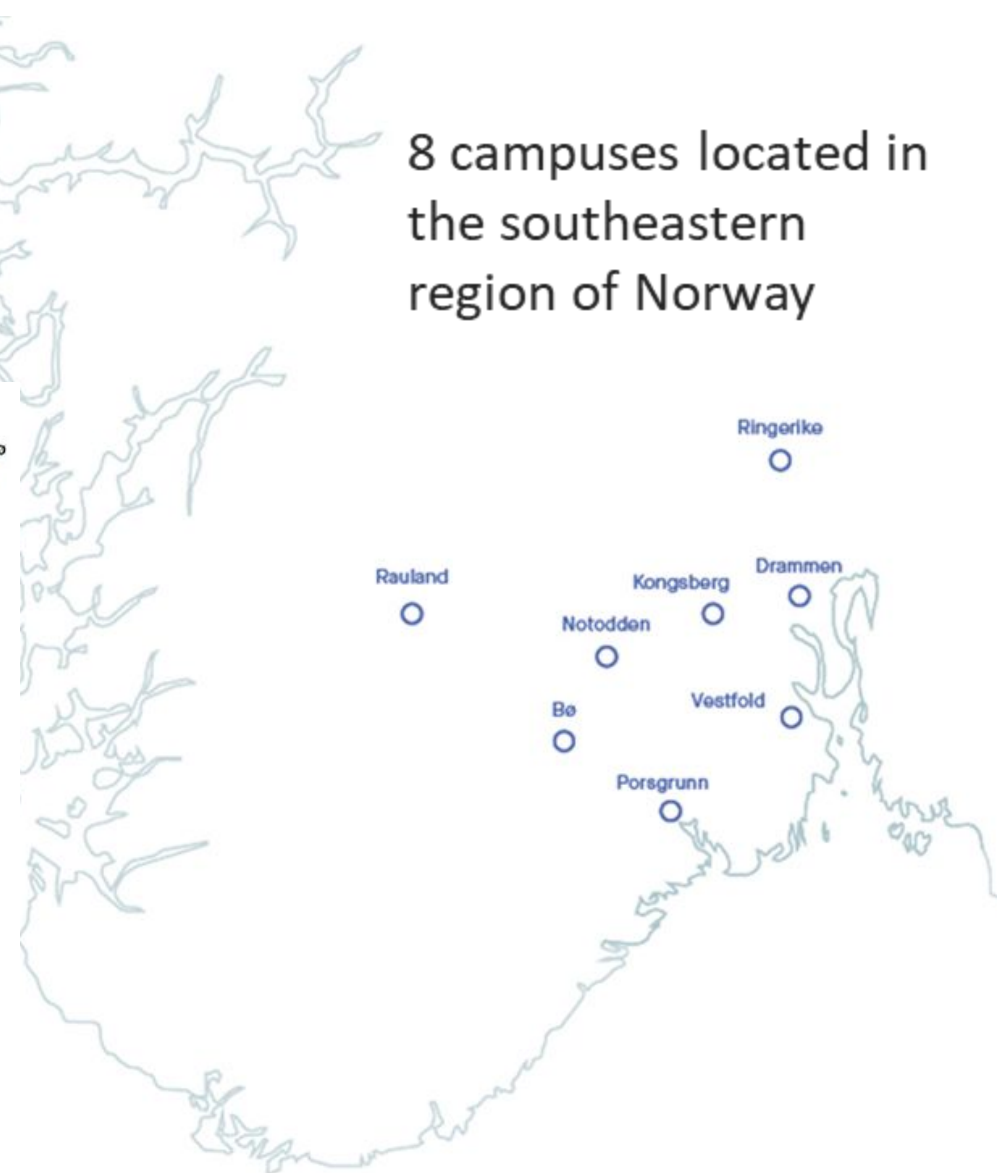 8 campuses located in
the southeastern
region of Norway
Ringerike
Rauland
Kongsberg
Drammen
Notodden
Bø
Vestfold
Porsgrunn